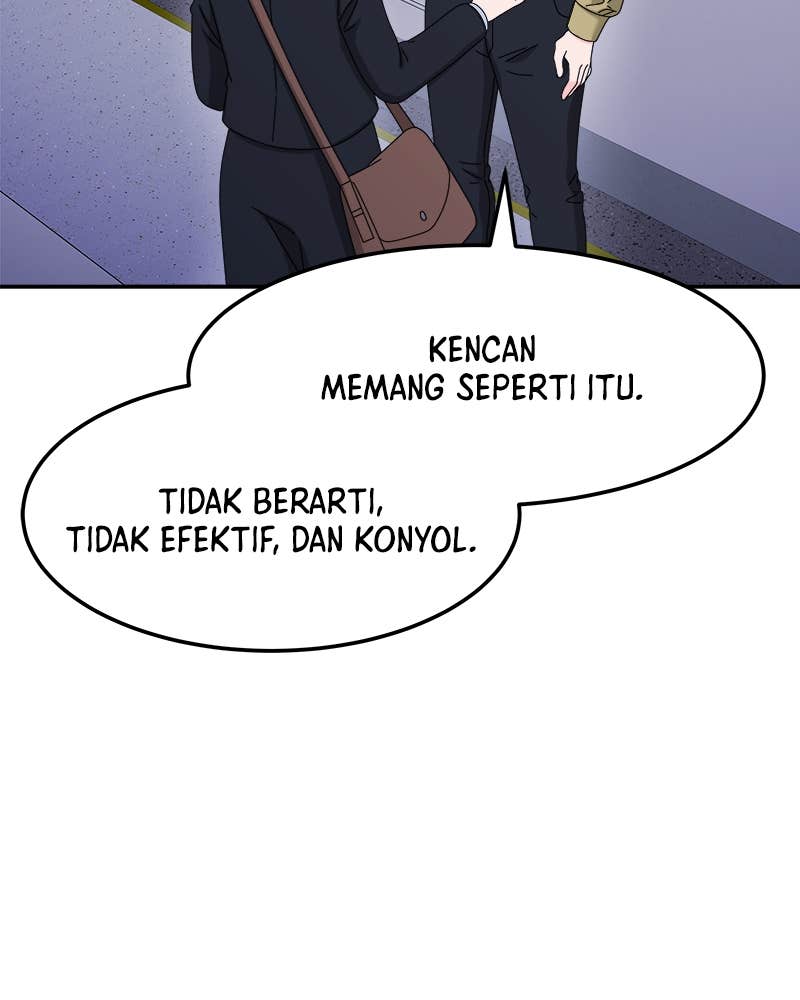 KENCAN
MEMANG SEPERTI ITU.
TIDAK BERARTI,
TIDAK EFEKTIF, DAN KONYOL.